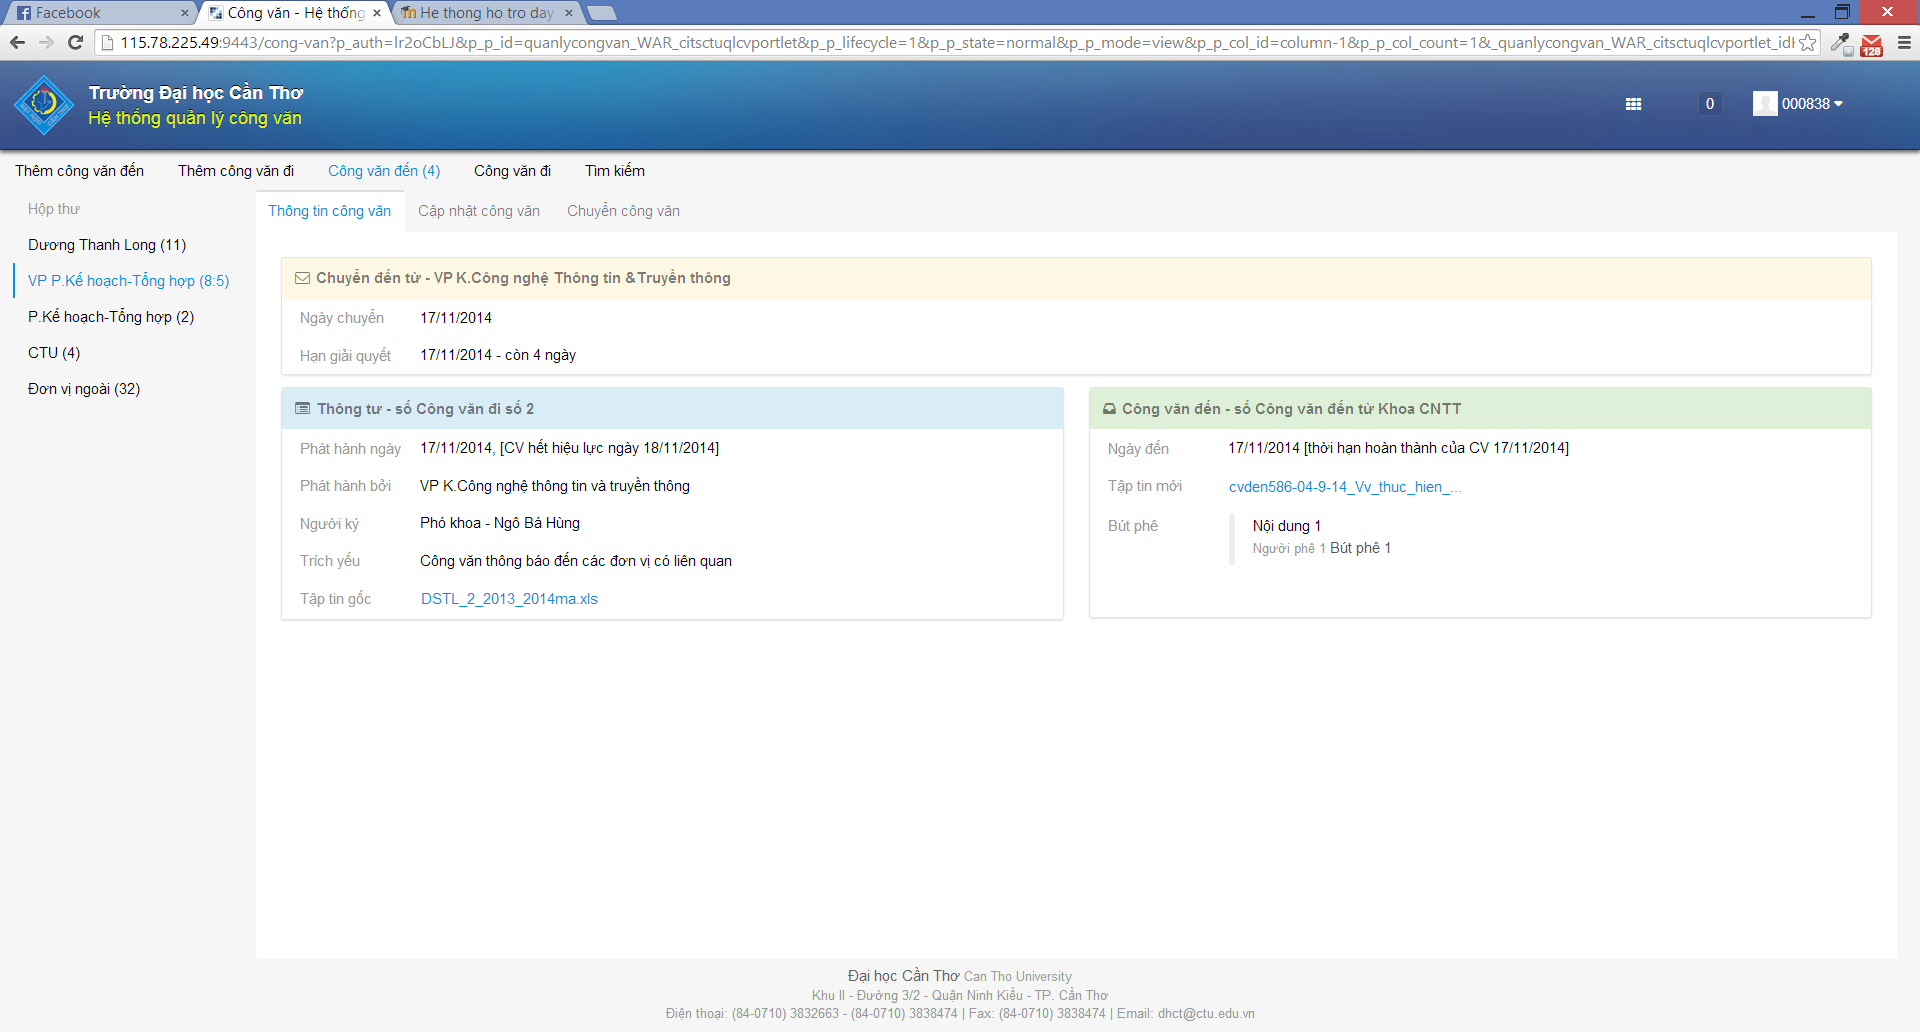 Facebook
Công văn - Hệ thống
He thong ho tro day
115.78.225.49:9443/cong-van?p_auth=lr2oCbLJ&p_p_id=quanlycongvan_WAR_citsctuqlcvportlet&p_p_lifecycle=1&p_p_state=normal&p_p_mode=view&p_p_col_id=column-1&p_p_col_count=1&_quanlycongvan_WAR_citsctuqlcvportlet_idl
128
Trường Đại học Cần Thơ
Hệ thống quản lý công văn
0
000838
Thêm công văn đến
Thêm công văn đi
Công văn đến (4)
Công văn đi
Tìm kiếm
Hộp thư
Dương Thanh Long (11)
VP P.Kế hoạch-Tổng hợp (8:5)
P.Kế hoạch-Tổng hợp (2)
CTU (4)
Đơn vị ngoài (32)
Thông tin công văn
Cập nhật công văn
Chuyển công văn
Chuyển đến từ - VP K.Công nghệ Thông tin &Truyền thông
Ngày chuyển 17/11/2014
Hạn giải quyết 17/11/2014 - còn 4 ngày
Thông tư - số Công văn đi số 2
Phát hành ngày 17/11/2014, [CV hết hiệu lực ngày 18/11/2014]
Phát hành bởi VP K.Công nghệ thông tin và truyền thông
Người ký Phó khoa - Ngô Bá Hùng
Trích yếu Công văn thông báo đến các đơn vị có liên quan
Tập tin gốc DSTL_2_2013_2014ma.xls
Công văn đến - số Công văn đến từ Khoa CNTT
Ngày đến 17/11/2014 [thời hạn hoàn thành của CV 17/11/2014]
Tập tin mới cvden586-04-9-14_Vv_thuc_hien_...
Bút phê Nội dung 1
Người phê 1 Bút phê 1
Đại học Cần Thơ Can Tho University
Khu II - Đường 3/2 - Quận Ninh Kiều - TP. Cần Thơ
Điện thoại: (84-0710) 3832663 - (84-0710) 3838474 | Fax: (84-0710) 3838474 | Email: dhct@ctu.edu.vn